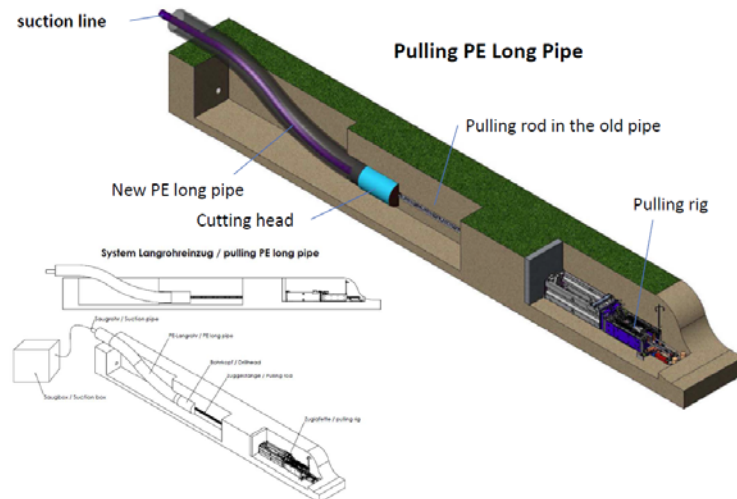 suction line
Pulling PE Long Pipe
Pulling rod in the old pipe
New PE long pipe
Cutting head
Pulling rig
System Langrohreinzug / pulling PE long pipe
Saugrohr / Suction pipe
PE-Langrohr / PE long pipe
Bohrkopf / Drillhead
Zuggestänge / Pulling rod
Saugbox / Suction box
Zuglafette / pulling rig